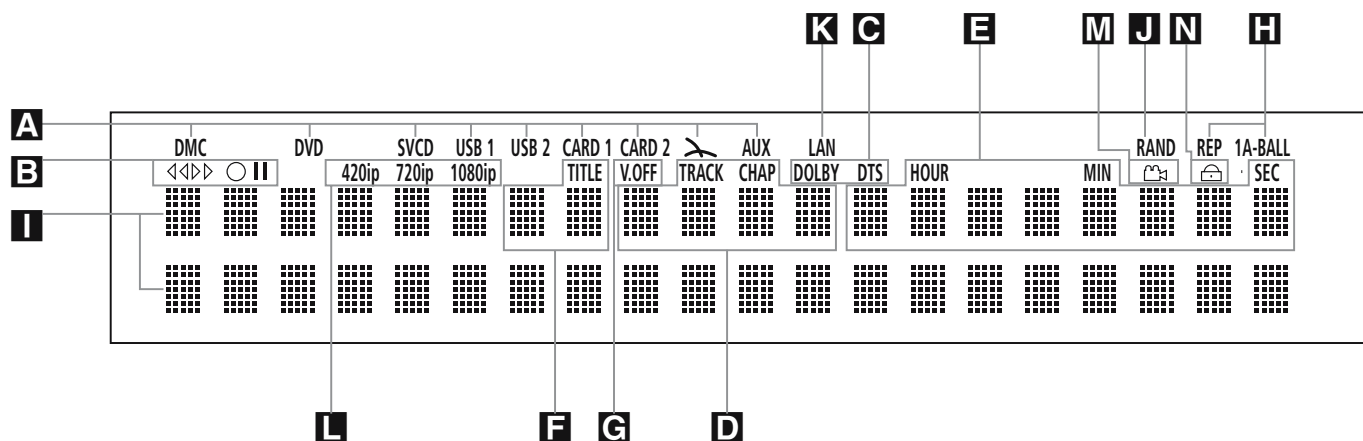 K C E M J N H
A
DMC DVD SVCD USB 1 USB 2 CARD 1 CARD 2 AUX LAN RAND REP 1A-BALL
B
420ip 720ip 1080ip TITLE V.OFF TRACK CHAP DOLBY DTS HOUR MIN SEC
I
L F G D